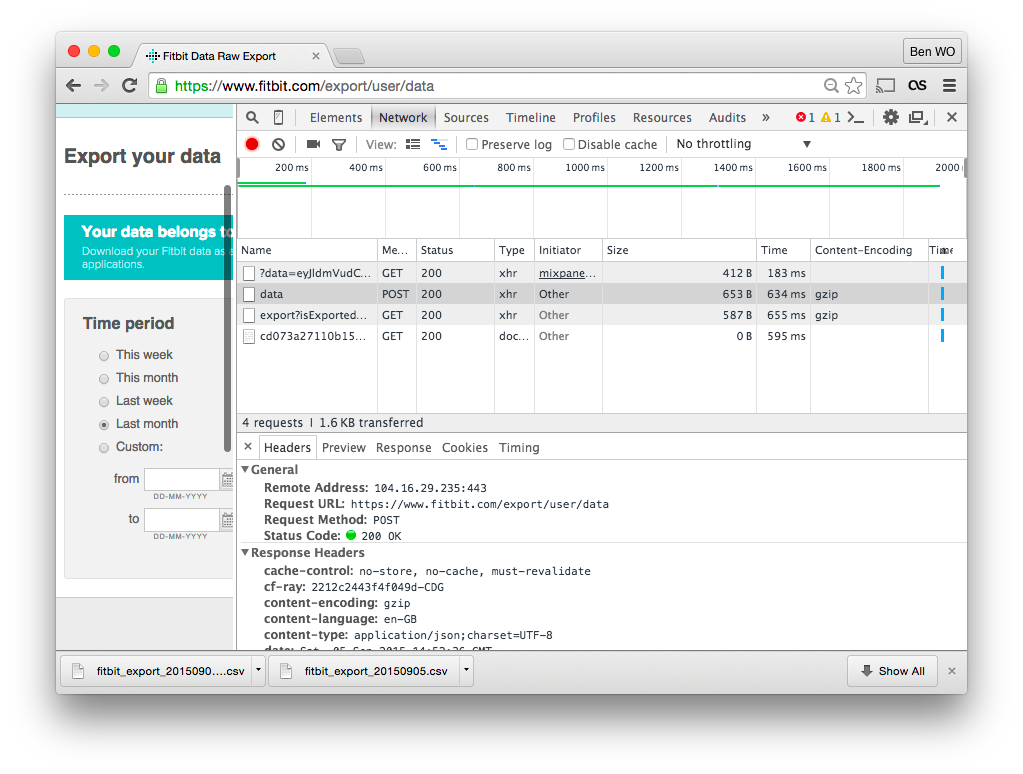 Fitbit Data Raw Export
Ben WO
https://www.fitbit.com/export/user/data
Export your data
Your data belongs to
Download your Fitbit data as a
applications.
Time period
This week
This month
Last week
Last month
Custom:
from
DD-MM-YYYY
to
DD-MM-YYYY
Elements Network Sources Timeline Profiles Resources Audits » 1 1
View: Preserve log Disable cache No throttling
200 ms 400 ms 600 ms 800 ms 1000 ms 1200 ms 1400 ms 1600 ms 1800 ms 2000
Name Me... Status Type Initiator Size Time Content-Encoding
?data=eyJldmVudC... GET 200 xhr mixpane... 412 B 183 ms
data POST 200 xhr Other 653 B 634 ms gzip
export?isExported... GET 200 xhr Other 587 B 655 ms gzip
cd073a27110b15... GET 200 doc... Other 0 B 595 ms
4 requests | 1.6 KB transferred
× Headers Preview Response Cookies Timing
General
Remote Address: 104.16.29.235:443
Request URL: https://www.fitbit.com/export/user/data
Request Method: POST
Status Code: 200 OK
Response Headers
cache-control: no-store, no-cache, must-revalidate
cf-ray: 2212c2443f4f049d-CDG
content-encoding: gzip
content-language: en-GB
content-type: application/json;charset=UTF-8
date: Sat, 05 Sep 2015 14:52:36 GMT
fitbit_export_2015090....csv fitbit_export_20150905.csv Show All